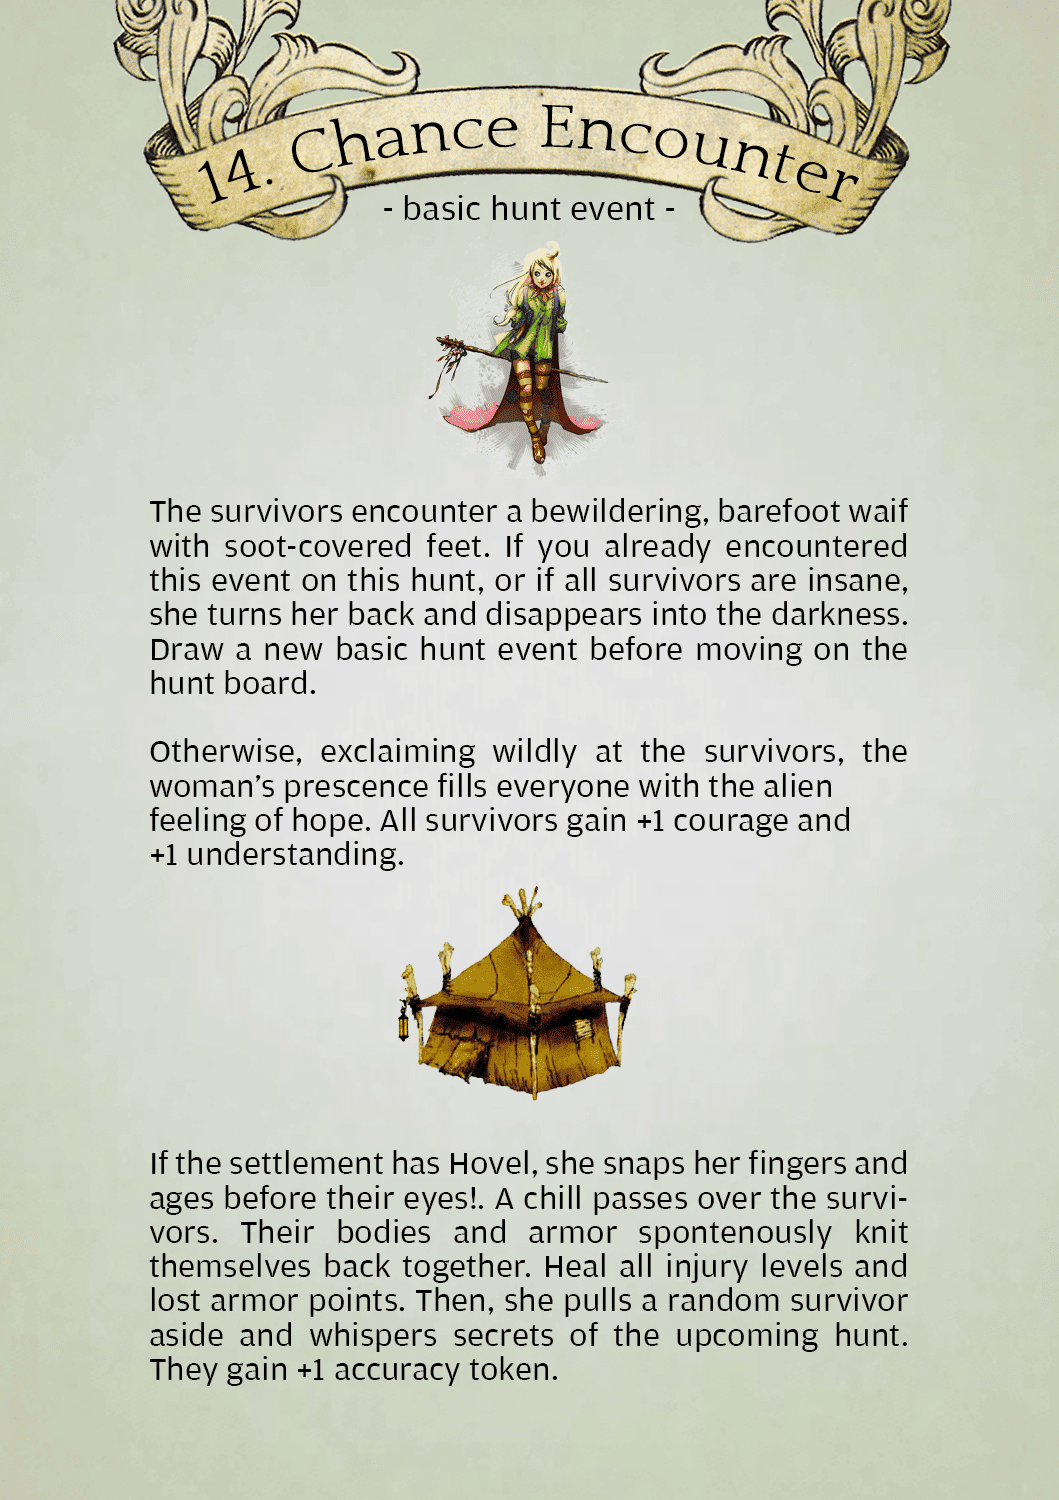 14. Chance Encounter
- basic hunt event -
The survivors encounter a bewildering, barefoot waif
with soot-covered feet. If you already encountered
this event on this hunt, or if all survivors are insane,
she turns her back and disappears into the darkness.
Draw a new basic hunt event before moving on the
hunt board.
Otherwise, exclaiming wildly at the survivors, the
woman’s prescence fills everyone with the alien
feeling of hope. All survivors gain +1 courage and
+1 understanding.
If the settlement has Hovel, she snaps her fingers and
ages before their eyes!. A chill passes over the survi-
vors. Their bodies and armor spontenously knit
themselves back together. Heal all injury levels and
lost armor points. Then, she pulls a random survivor
aside and whispers secrets of the upcoming hunt.
They gain +1 accuracy token.